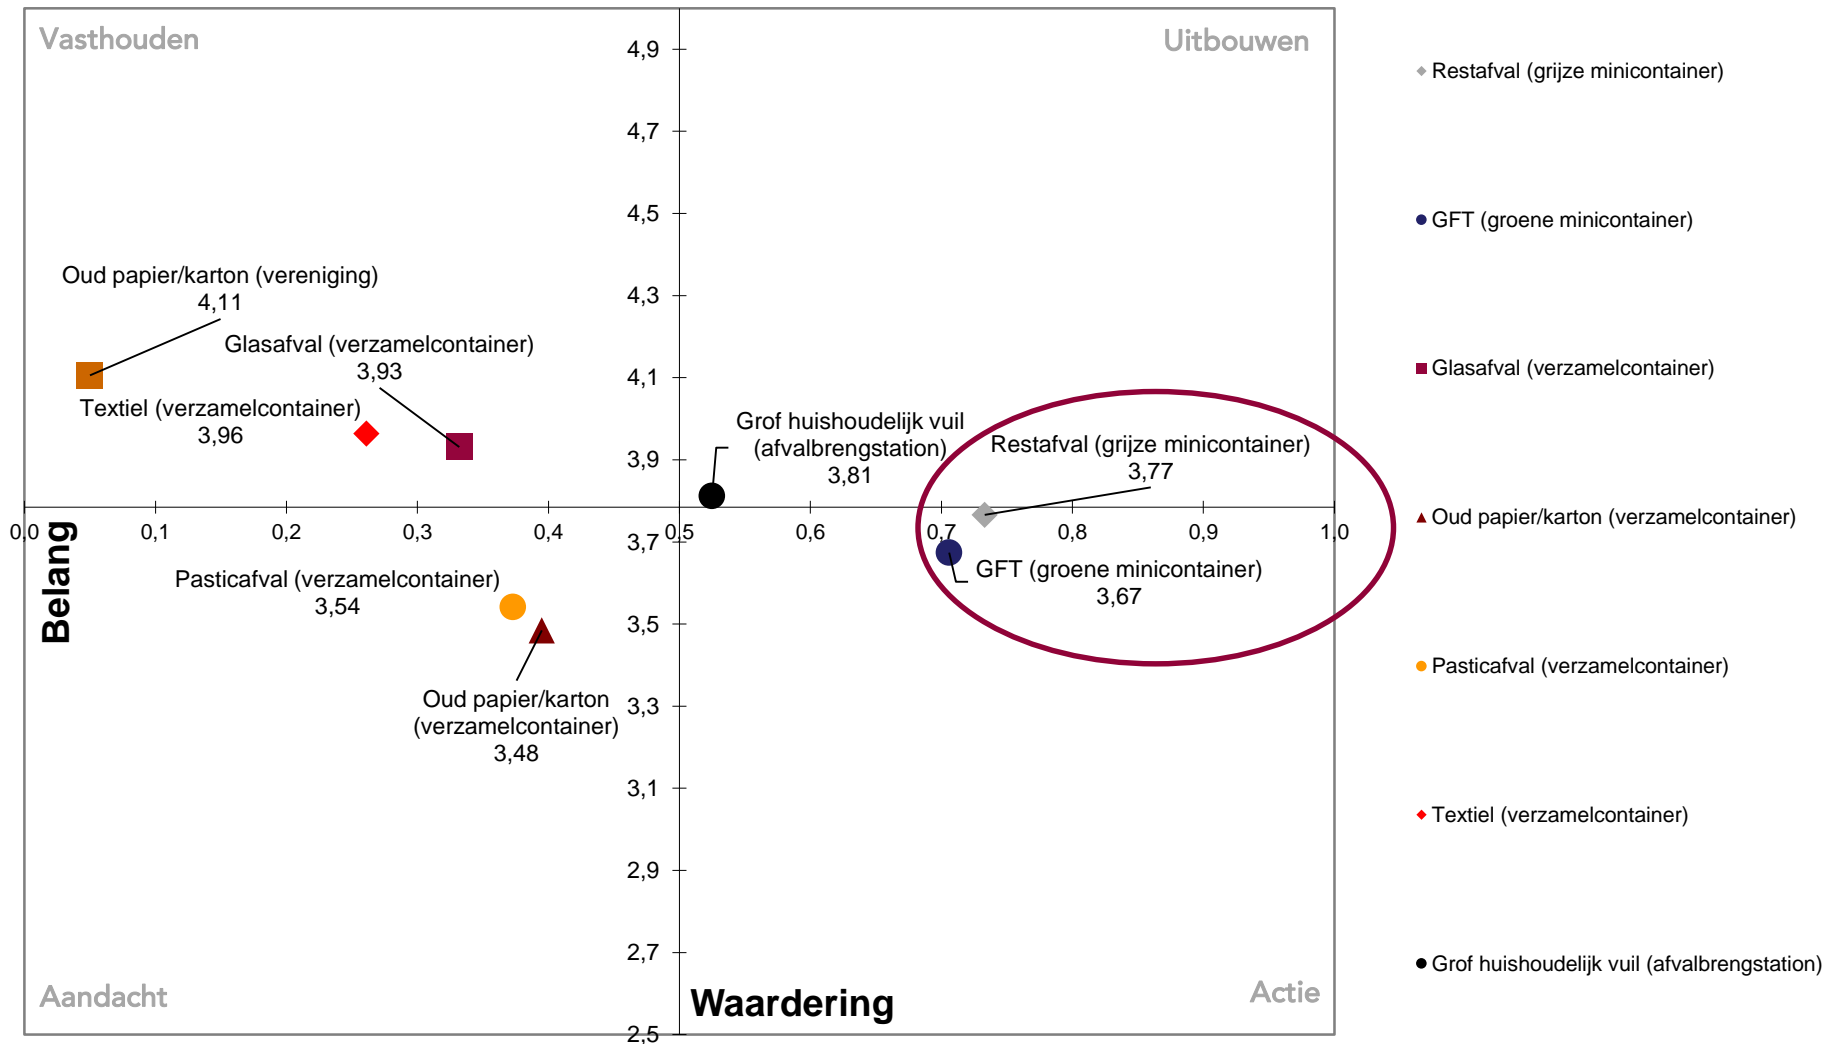 Vasthouden
Uitbouwen
4,9
4,7
4,5
4,3
4,1
3,9
3,7
3,5
3,3
3,1
2,9
2,7
2,5
Oud papier/karton (vereniging)
4,11
Glasafval (verzamelcontainer)
3,93
Textiel (verzamelcontainer)
3,96
Grof huishoudelijk vuil
(afvalbrengstation)
3,81
Restafval (grijze minicontainer)
3,77
0,0
0,1
0,2
0,3
0,4
0,5
0,6
0,7
0,8
0,9
1,0
Belang
Pasticafval (verzamelcontainer)
3,54
GFT (groene minicontainer)
3,67
Oud papier/karton
(verzamelcontainer)
3,48
Aandacht
Waardering
Actie
Restafval (grijze minicontainer)
GFT (groene minicontainer)
Glasafval (verzamelcontainer)
Oud papier/karton (verzamelcontainer)
Pasticafval (verzamelcontainer)
Textiel (verzamelcontainer)
Grof huishoudelijk vuil (afvalbrengstation)